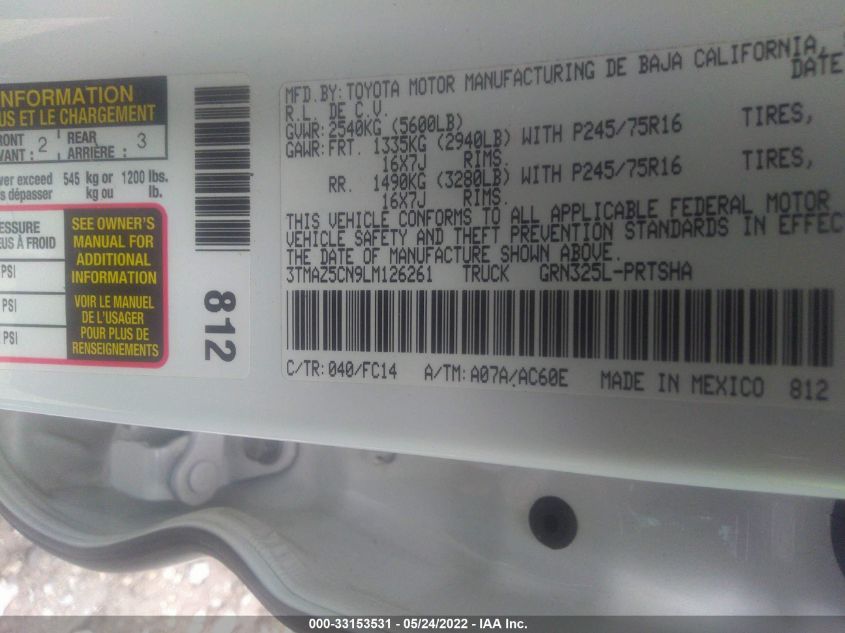 INFORMATION
US ET LE CHARGEMENT
FRONT
AVANT : 2 REAR
ARRIÈRE : 3
exceed 545 kg or 1200 lbs.
dépasser kg ou lb.
À FROID
PSI
PSI
PSI
SEE OWNER'S
MANUAL FOR
ADDITIONAL
INFORMATION
VOIR LE MANUEL
DE L'USAGER
POUR PLUS DE
RENSEIGNEMENTS
812
MFD.BY: TOYOTA MOTOR MANUFACTURING DE BAJA CALIFORNIA,
R.L. DE C.V. DATE
GVWR: 2540KG (5600LB)
GAWR: FRT. 1335KG (2940LB) WITH P245/75R16 TIRES,
16X7J RIMS.
RR. 1490KG (3280LB) WITH P245/75R16 TIRES,
16X7J RIMS.
THIS VEHICLE CONFORMS TO ALL APPLICABLE FEDERAL MOTOR
VEHICLE SAFETY AND THEFT PREVENTION STANDARDS IN EFFEC
THE DATE OF MANUFACTURE SHOWN ABOVE.
3TMAZ5CN9LM126261 TRUCK GRN325L-PRTSHA
C/TR: 040/FC14 A/TM: A07A/AC60E MADE IN MEXICO 812
000-33153531 - 05/24/2022 - IAA Inc.